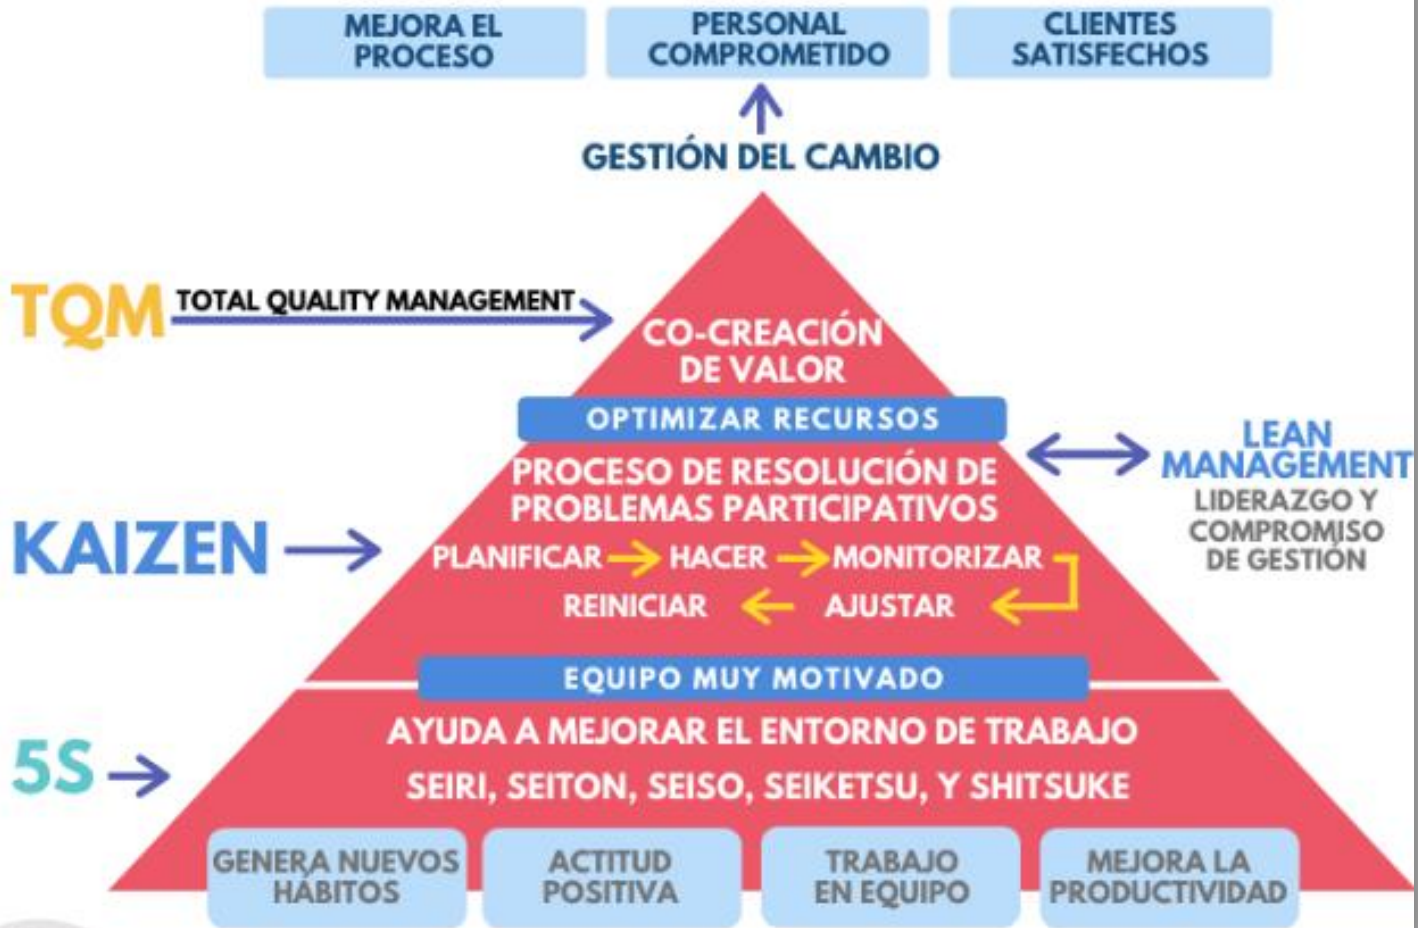 MEJORA EL
PROCESO
PERSONAL
COMPROMETIDO
CLIENTES
SATISFECHOS
GESTIÓN DEL CAMBIO
TQM
TOTAL QUALITY MANAGEMENT
CO-CREACIÓN
DE VALOR
OPTIMIZAR RECURSOS
LEAN
MANAGEMENT
LIDERAZGO Y
COMPROMISO
DE GESTIÓN
KAIZEN
PROCESO DE RESOLUCIÓN DE
PROBLEMAS PARTICIPATIVOS
PLANIFICAR HACER MONITORIZAR
REINICIAR AJUSTAR
EQUIPO MUY MOTIVADO
5S
AYUDA A MEJORAR EL ENTORNO DE TRABAJO
SEIRI, SEITON, SEISO, SEIKETSU, Y SHITSUKE
GENERA NUEVOS
HÁBITOS
ACTITUD
POSITIVA
TRABAJO
EN EQUIPO
MEJORA LA
PRODUCTIVIDAD